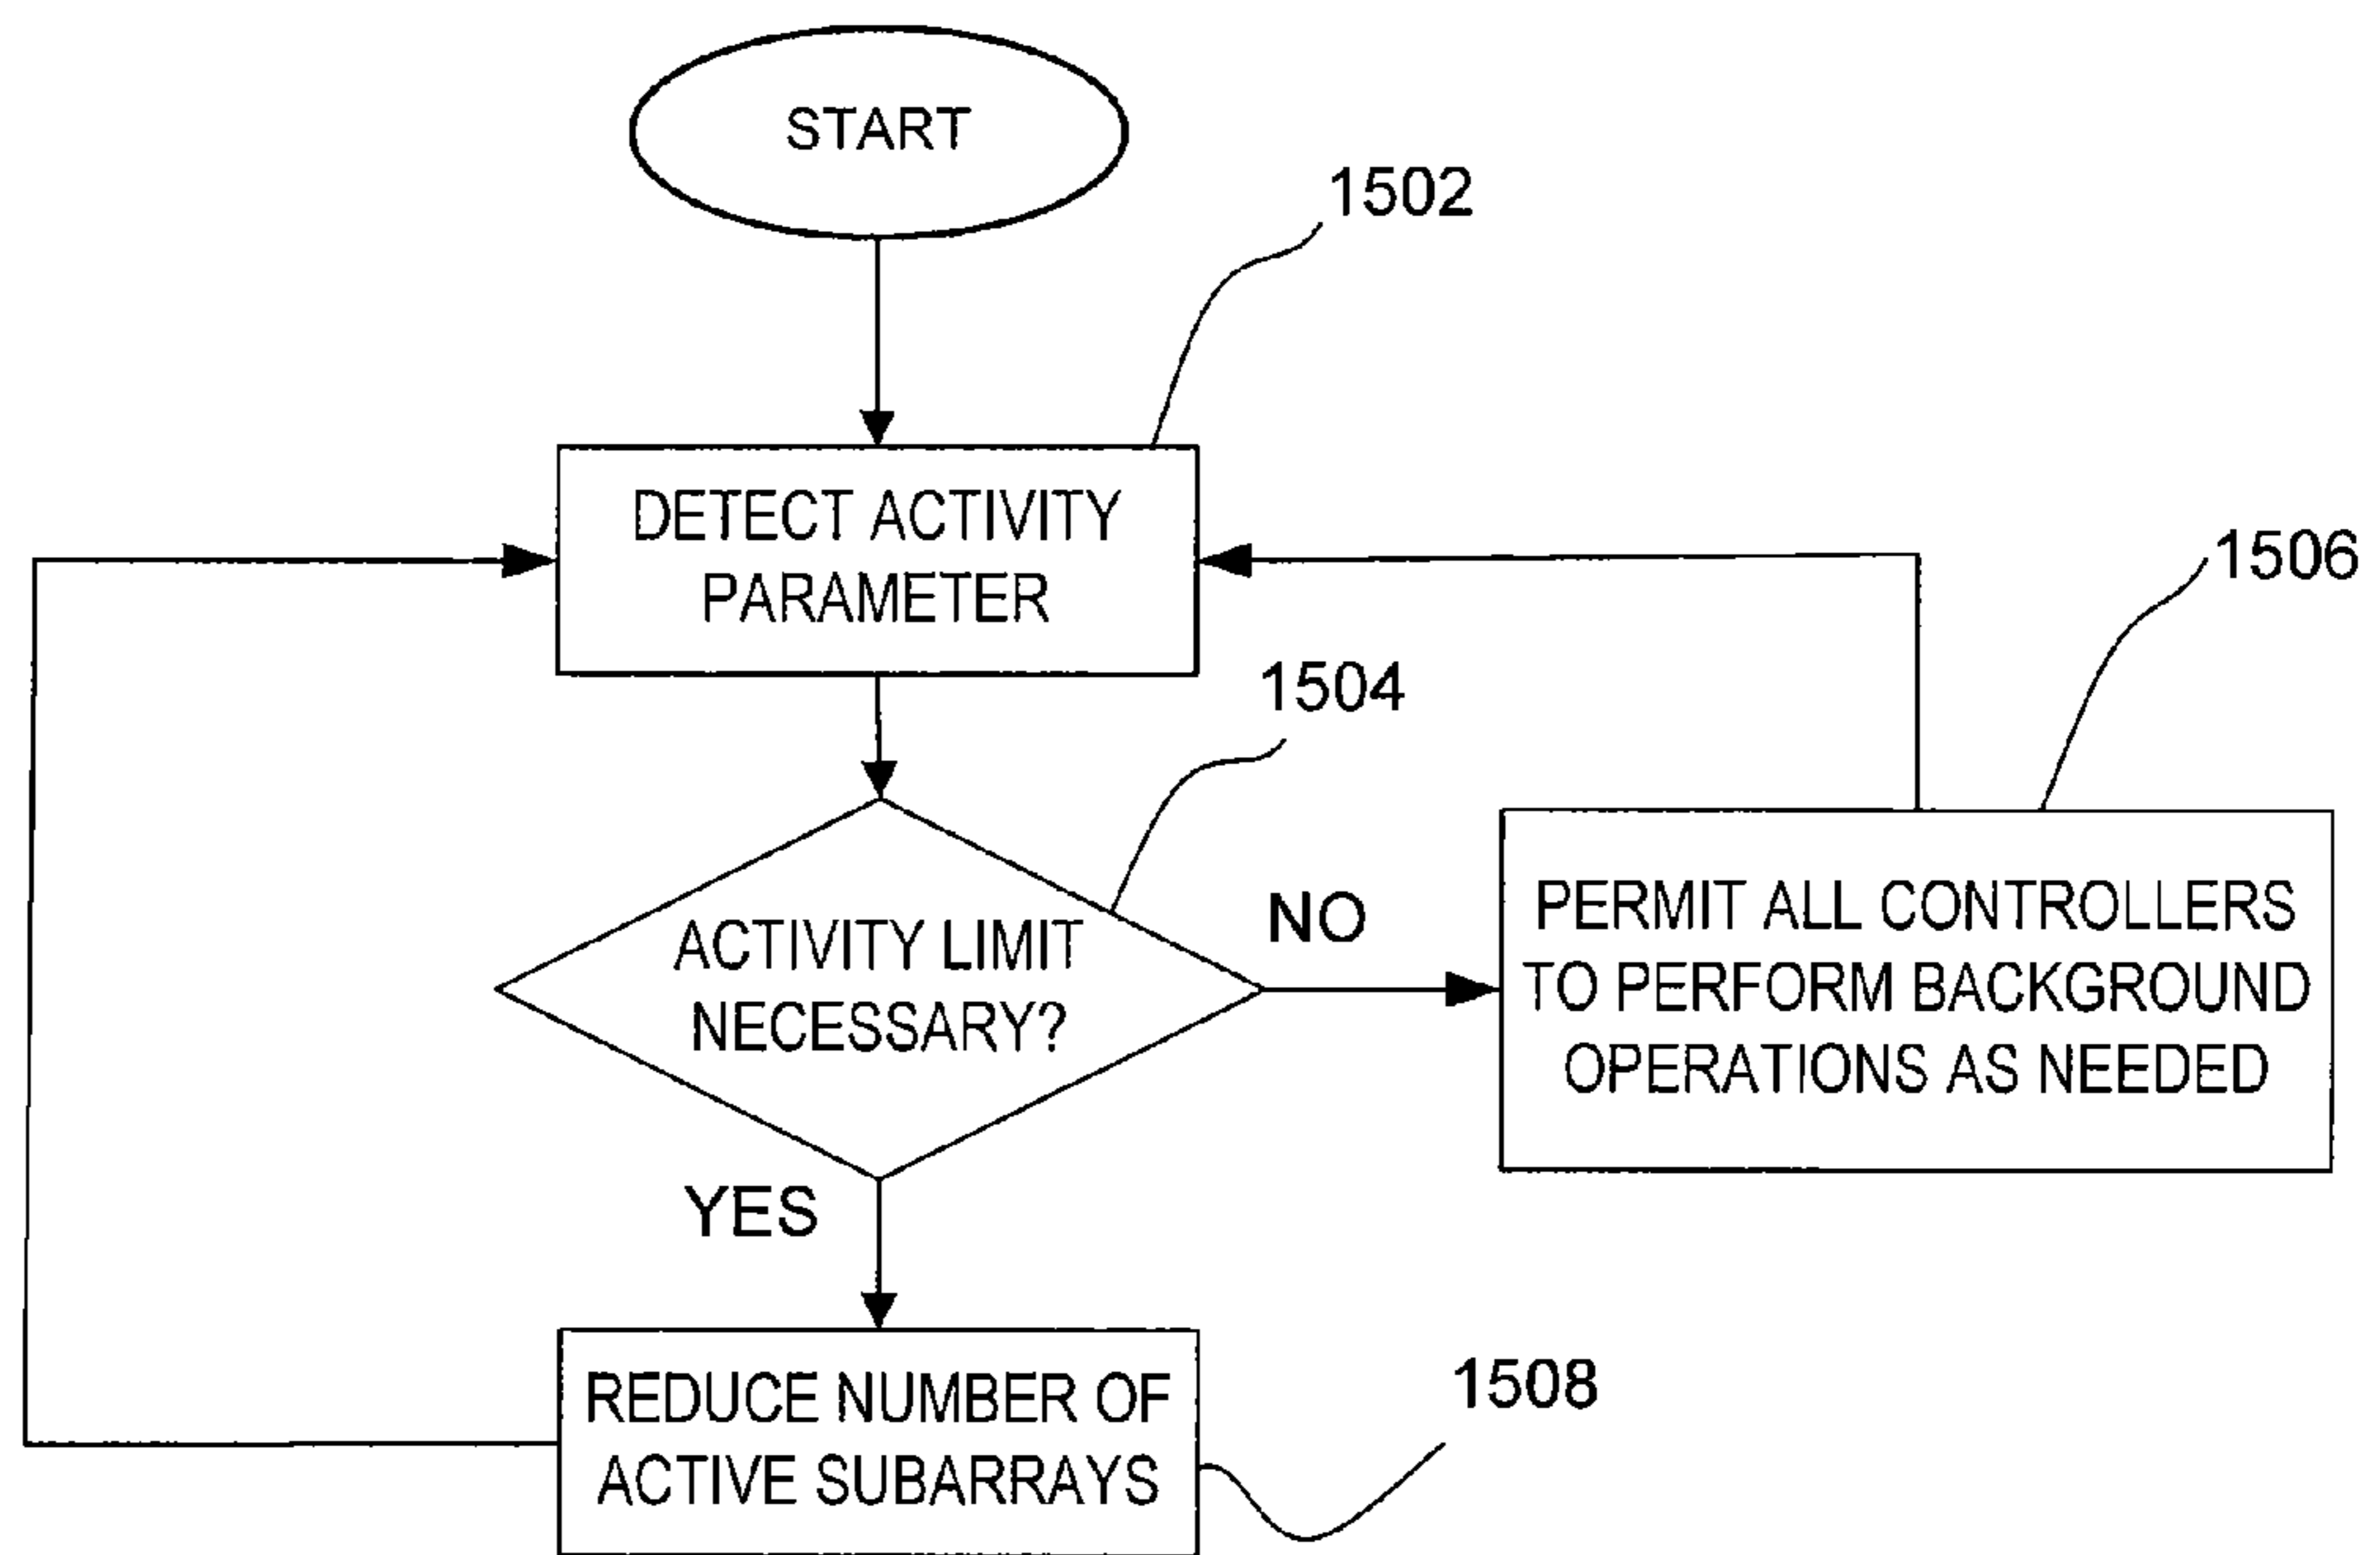 START
1502
DETECT ACTIVITY
PARAMETER
1504
ACTIVITY LIMIT
NECESSARY?
NO
YES
1506
PERMIT ALL CONTROLLERS
TO PERFORM BACKGROUND
OPERATIONS AS NEEDED
REDUCE NUMBER OF
ACTIVE SUBARRAYS
1508